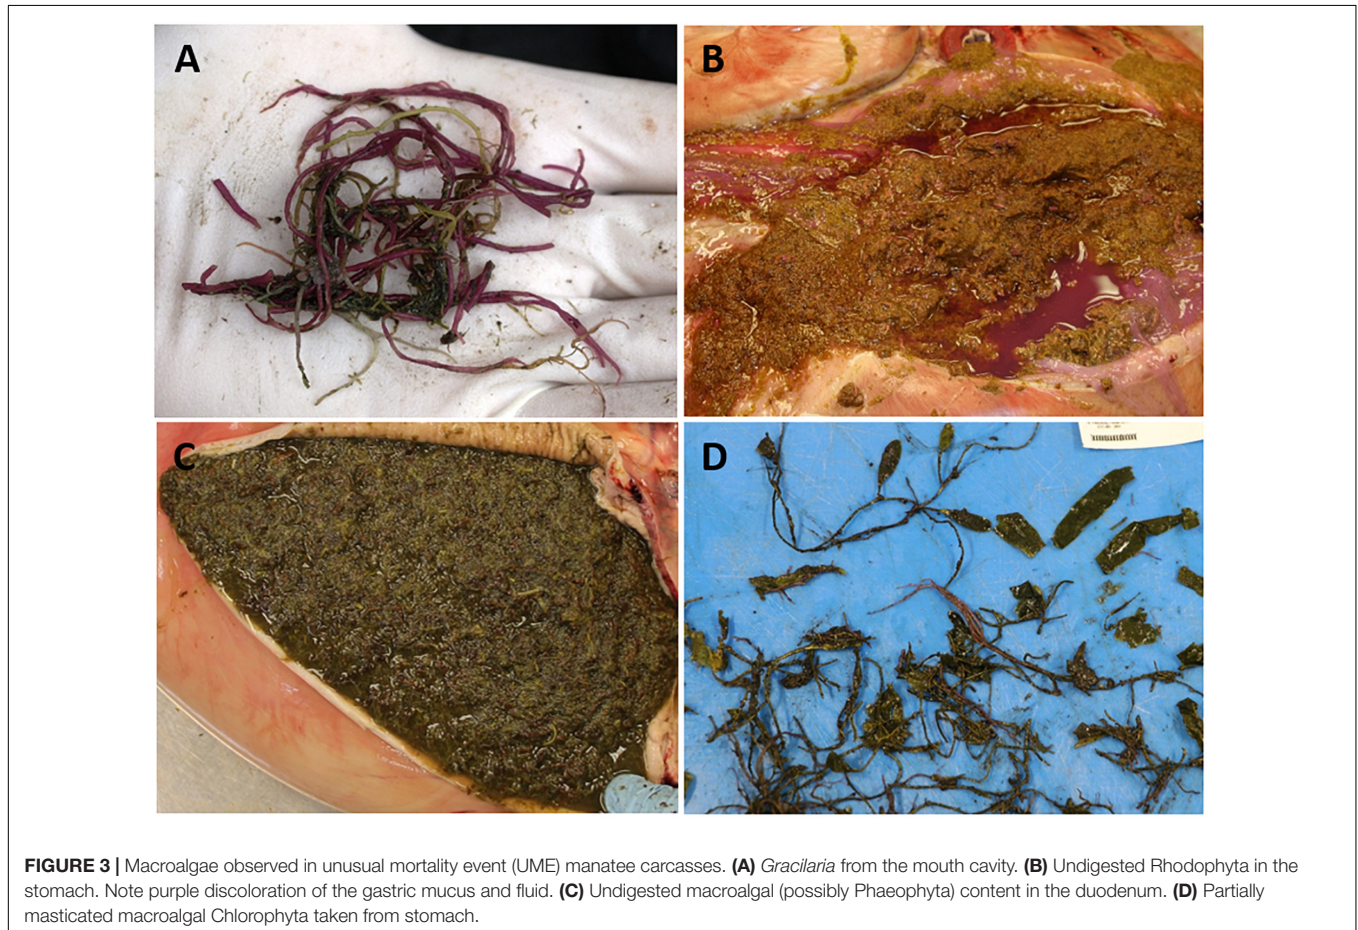 A
B
C
D
FIGURE 3 | Macroalgae observed in unusual mortality event (UME) manatee carcasses. (A) Gracilaria from the mouth cavity. (B) Undigested Rhodophyta in the
stomach. Note purple discoloration of the gastric mucus and fluid. (C) Undigested macroalgal (possibly Phaeophyta) content in the duodenum. (D) Partially
masticated macroalgal Chlorophyta taken from stomach.